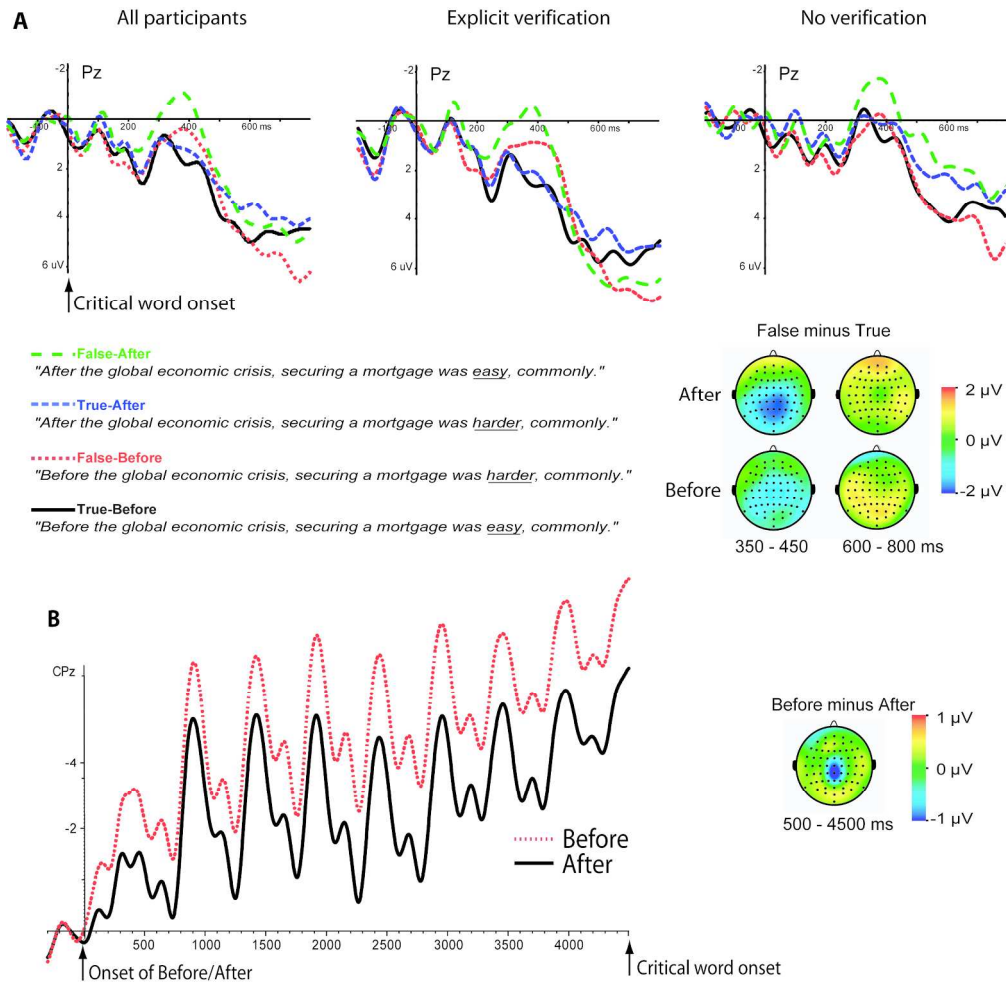 A
All participants
Explicit verification
No verification
-2
Pz
-100
200
400
600 ms
2
4
6 uV
-2
Pz
-100
200
400
600 ms
2
4
6 uV
-2
Pz
-100
200
400
600 ms
2
4
6 uV
Critical word onset
False-After
"After the global economic crisis, securing a mortgage was easy, commonly."
True-After
"After the global economic crisis, securing a mortgage was harder, commonly."
False-Before
"Before the global economic crisis, securing a mortgage was harder, commonly."
True-Before
"Before the global economic crisis, securing a mortgage was easy, commonly."
False minus True
After
Before
2 µV
0 µV
-2 µV
350 - 450
600 - 800 ms
B
CPz
-4
-2
Before
After
500
1000
1500
2000
2500
3000
3500
4000
Onset of Before/After
Critical word onset
Before minus After
1 µV
0 µV
-1 µV
500 - 4500 ms